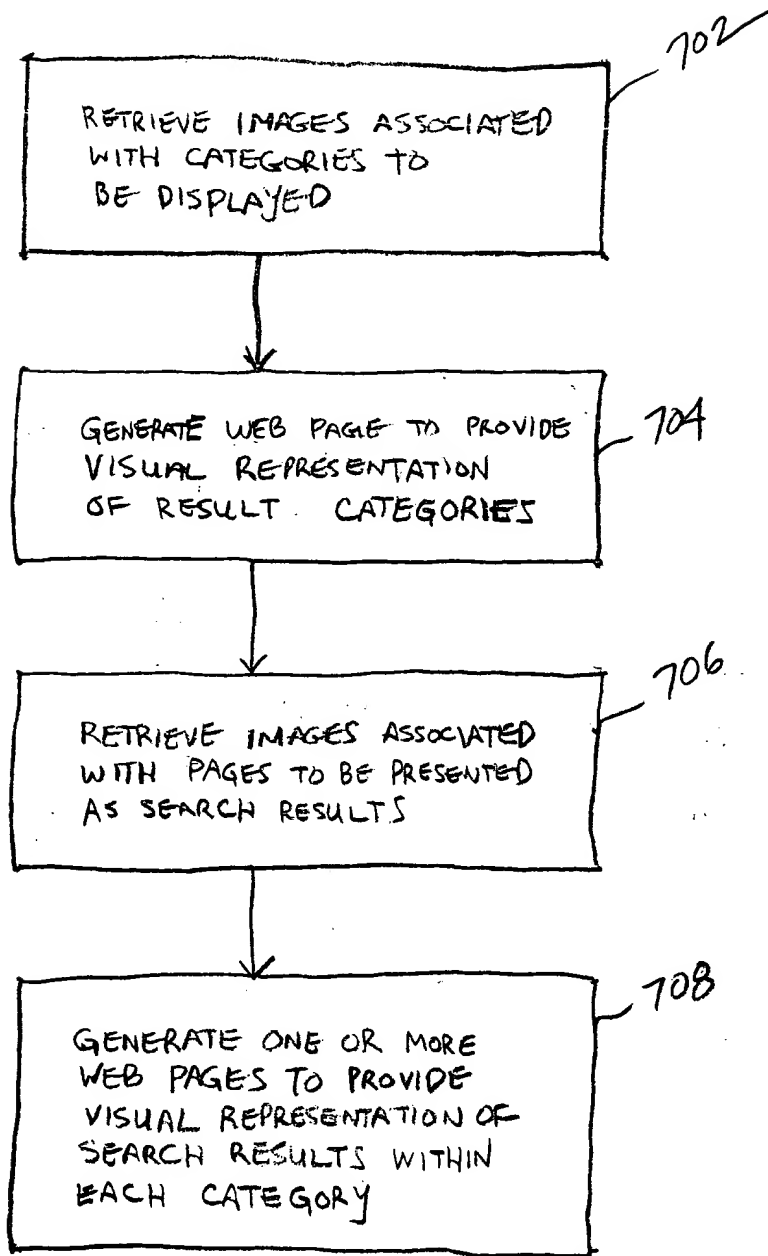 702
RETRIEVE IMAGES ASSOCIATED
WITH CATEGORIES TO
BE DISPLAYED
704
GENERATE WEB PAGE TO PROVIDE
VISUAL REPRESENTATION
OF RESULT CATEGORIES
706
RETRIEVE IMAGES ASSOCIATED
WITH PAGES TO BE PRESENTED
AS SEARCH RESULTS
708
GENERATE ONE OR MORE
WEB PAGES TO PROVIDE
VISUAL REPRESENTATION OF
SEARCH RESULTS WITHIN
EACH CATEGORY